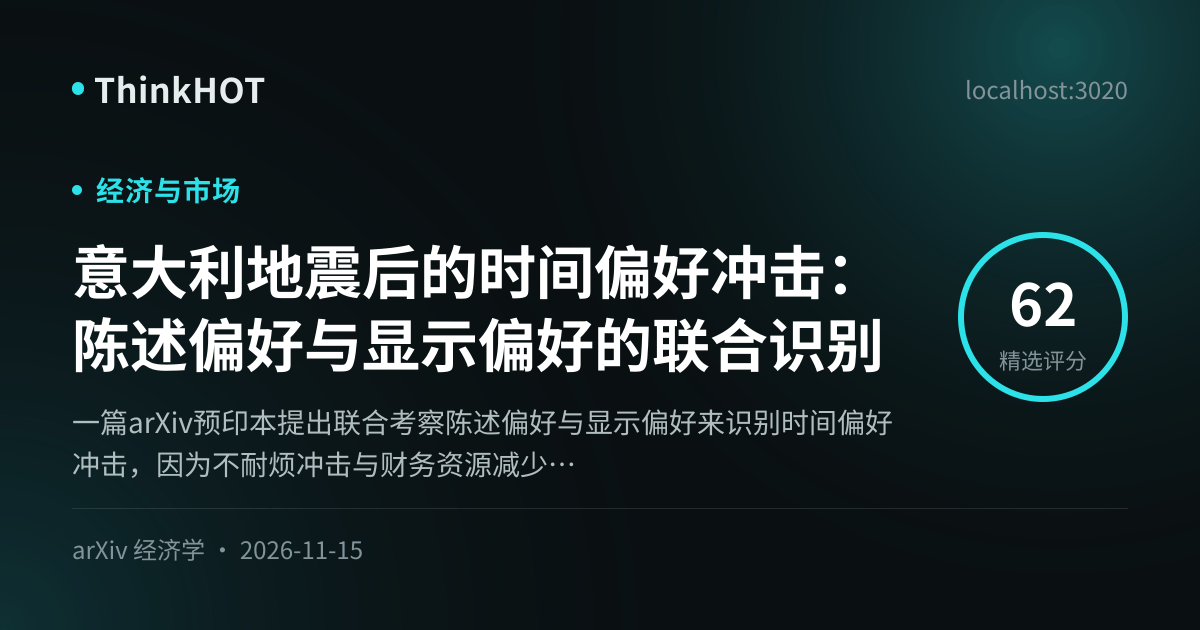 ThinkHOT
localhost:3020
经济与市场
意大利地震后的时间偏好冲击：
陈述偏好与显示偏好的联合识别
62
精选评分
一篇arXiv预印本提出联合考察陈述偏好与显示偏好来识别时间偏好
冲击，因为不耐烦冲击与财务资源减少…
arXiv 经济学 • 2026-11-15